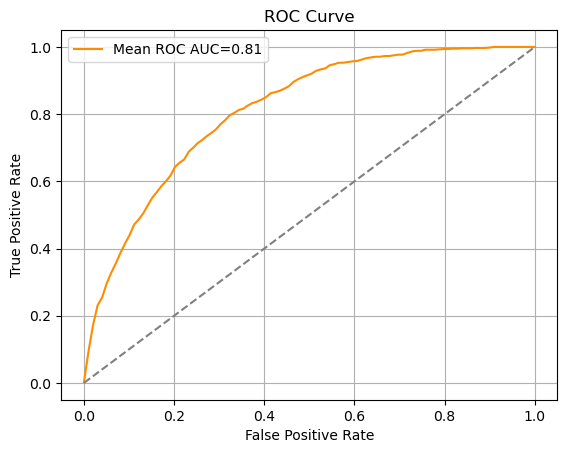 ROC Curve
Mean ROC AUC=0.81
True Positive Rate
1.0
0.8
0.6
0.4
0.2
0.0
0.0 0.2 0.4 0.6 0.8 1.0
False Positive Rate